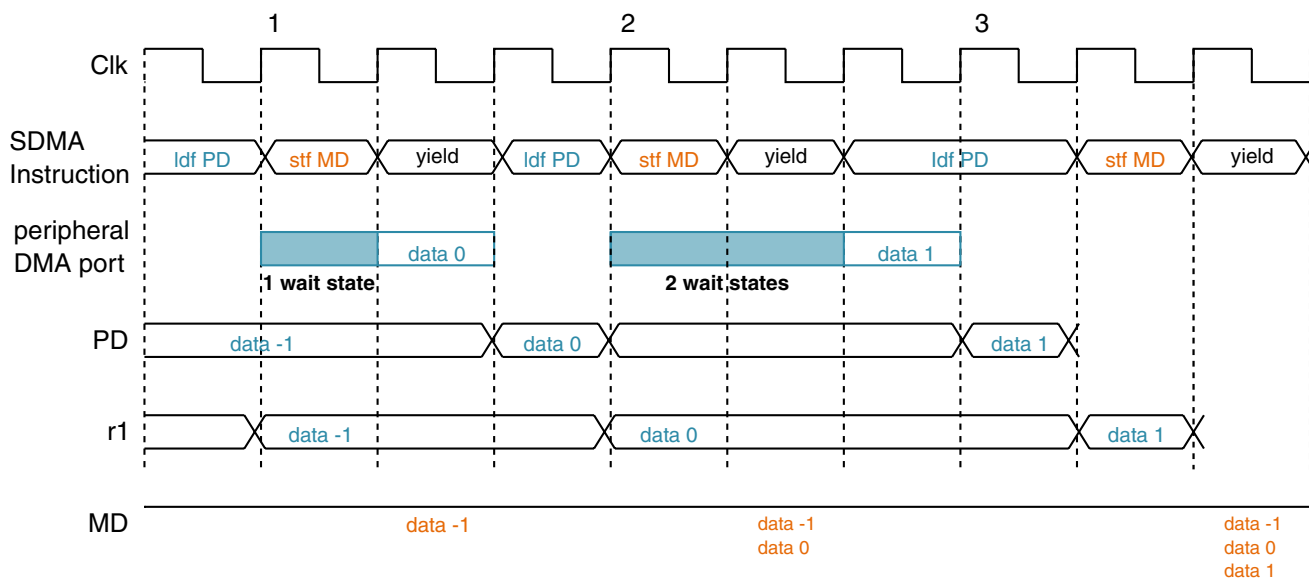 1 2 3
Clk
SDMA
Instruction
ldf PD stf MD yield ldf PD stf MD yield ldf PD stf MD yield
peripheral
DMA port
data 0 data 1
1 wait state 2 wait states
PD
data -1 data 0 data 1
r1
data -1 data 0 data 1
MD
data -1 data -1 data -1
data 0 data 0
data 1